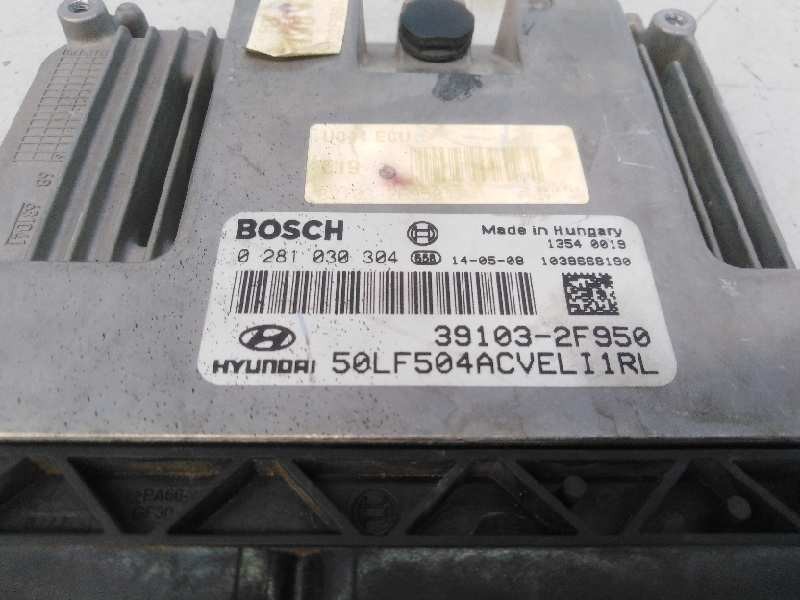 BOSCH
Made in Hungary
1354 0019
0 281 030 304 14-05-08 1039S68190
39103-2F950
HYUNDAI 50LF504ACVELI1RL